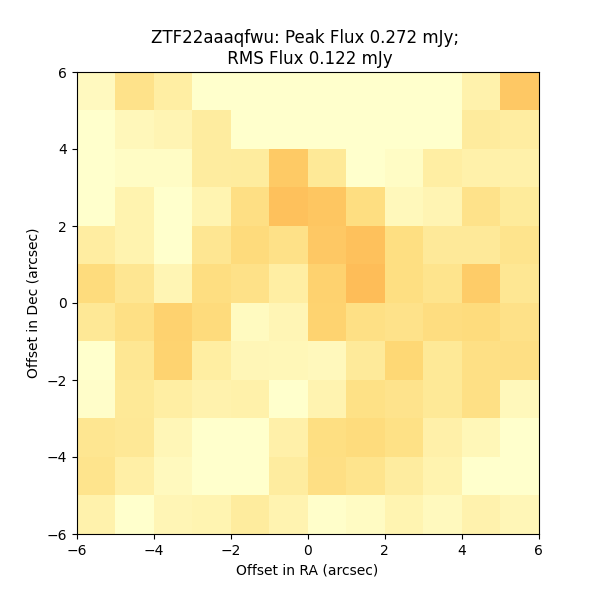 ZTF22aaaqfwu: Peak Flux 0.272 mJy;
RMS Flux 0.122 mJy
6
4
2
0
−2
−4
−6
Offset in Dec (arcsec)
−6 −4 −2 0 2 4 6
Offset in RA (arcsec)